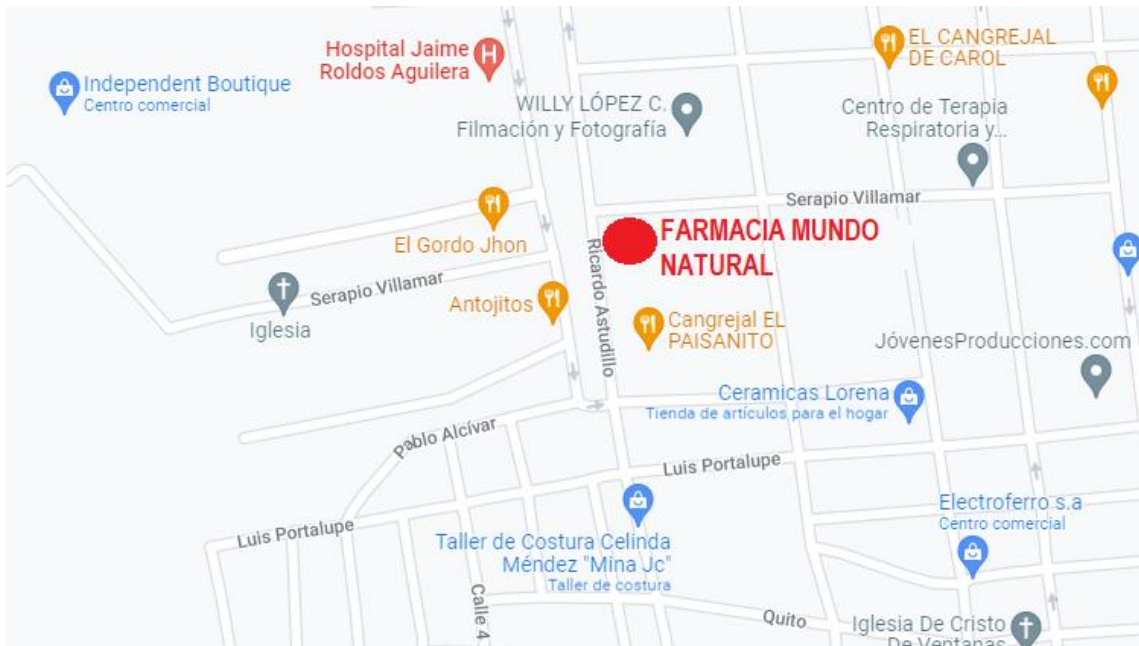 EL CANGREJAL
DE CAROL
Hospital Jaime
Roldos Aguilera
H
Independent Boutique
Centro comercial
WILLY LÓPEZ C.
Filmación y Fotografía
Centro de Terapia
Respiratoria y...
Serapio Villamar
FARMACIA MUNDO
NATURAL
El Gordo Jhon
Ricardo Astudillo
Serapio Villamar
Iglesia
Antojitos
Cangrejal EL
PAISANITO
JóvenesProducciones.com
Ceramicas Lorena
Tienda de artículos para el hogar
Pablo Alcívar
Luis Portalupe
Luis Portalupe
Electroferro s.a
Centro comercial
Taller de Costura Celinda
Méndez "Mina Jc"
Taller de costura
Calle 4
Quito
Iglesia De Cristo
De Ventanas